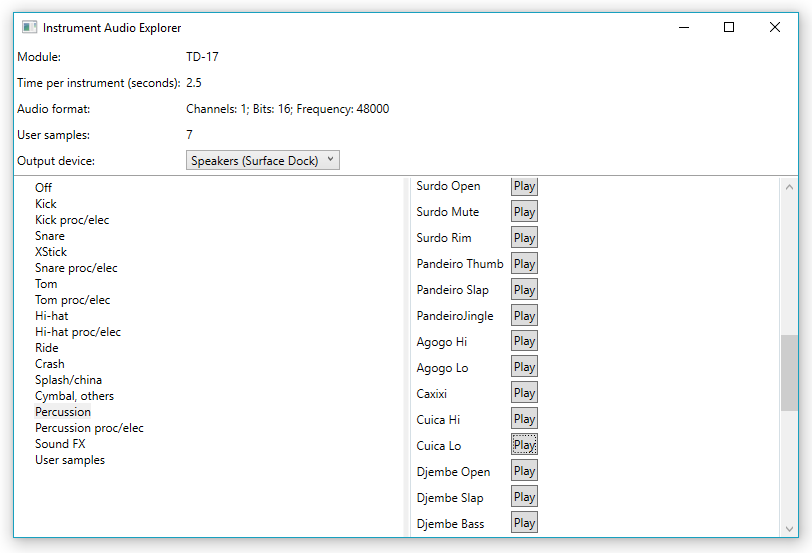 Instrument Audio Explorer
Module: TD-17
Time per instrument (seconds): 2.5
Audio format: Channels: 1; Bits: 16; Frequency: 48000
User samples: 7
Output device: Speakers (Surface Dock)
Off
Kick
Kick proc/elec
Snare
XStick
Snare proc/elec
Tom
Tom proc/elec
Hi-hat
Hi-hat proc/elec
Ride
Crash
Splash/china
Cymbal, others
Percussion
Percussion proc/elec
Sound FX
User samples
Surdo Open Play
Surdo Mute Play
Surdo Rim Play
Pandeiro Thumb Play
Pandeiro Slap Play
PandeiroJingle Play
Agogo Hi Play
Agogo Lo Play
Caxixi Play
Cuica Hi Play
Cuica Lo Play
Djembe Open Play
Djembe Slap Play
Djembe Bass Play